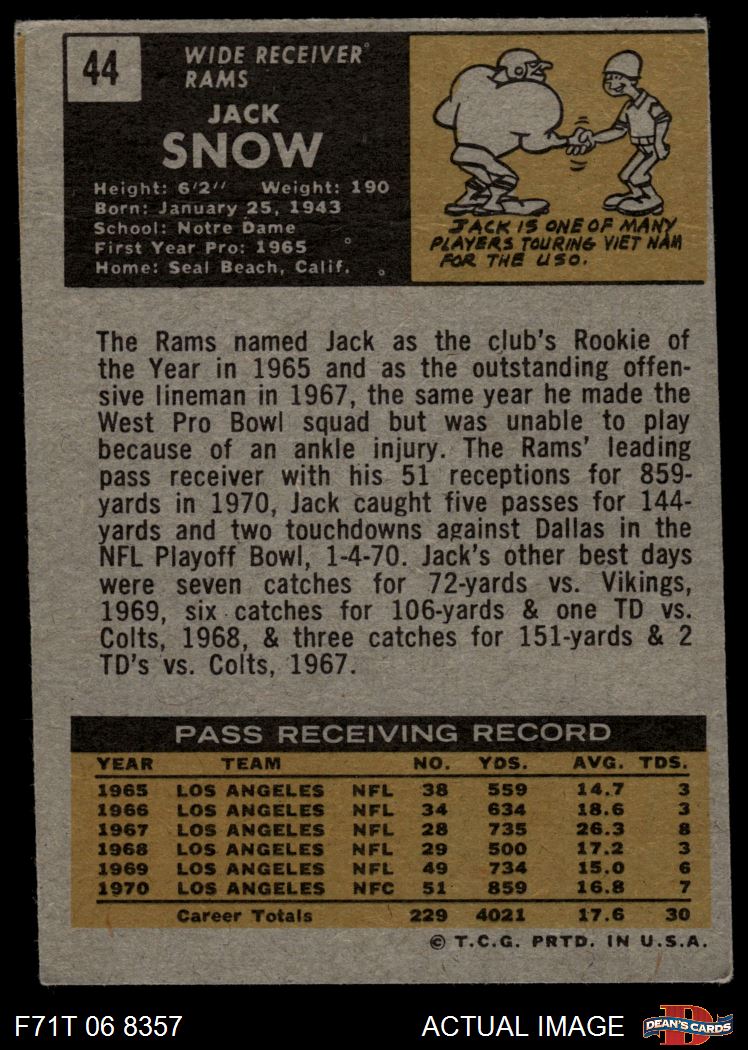 44
WIDE RECEIVER
RAMS
JACK
SNOW
Height: 6'2" Weight: 190
Born: January 25, 1943
School: Notre Dame
First Year Pro: 1965
Home: Seal Beach, Calif.
JACK IS ONE OF MANY
PLAYERS TOURING VIET NAM
FOR THE USO.
The Rams named Jack as the club's Rookie of
the Year in 1965 and as the outstanding offen-
sive lineman in 1967, the same year he made the
West Pro Bowl squad but was unable to play
because of an ankle injury. The Rams' leading
pass receiver with his 51 receptions for 859-
yards in 1970, Jack caught five passes for 144-
yards and two touchdowns against Dallas in the
NFL Playoff Bowl, 1-4-70. Jack's other best days
were seven catches for 72-yards vs. Vikings,
1969, six catches for 106-yards & one TD vs.
Colts, 1968, & three catches for 151-yards & 2
TD's vs. Colts, 1967.
PASS RECEIVING RECORD
YEAR TEAM NO. YDS. AVG. TDS.
1965 LOS ANGELES NFL 38 559 14.7 3
1966 LOS ANGELES NFL 34 634 18.6 3
1967 LOS ANGELES NFL 28 735 26.3 8
1968 LOS ANGELES NFL 29 500 17.2 3
1969 LOS ANGELES NFL 49 734 15.0 6
1970 LOS ANGELES NFC 51 859 16.8 7
Career Totals 229 4021 17.6 30
© T.C.G. PRTD. IN U.S.A.
F71T 06 8357 ACTUAL IMAGE D DEAN'S CARDS